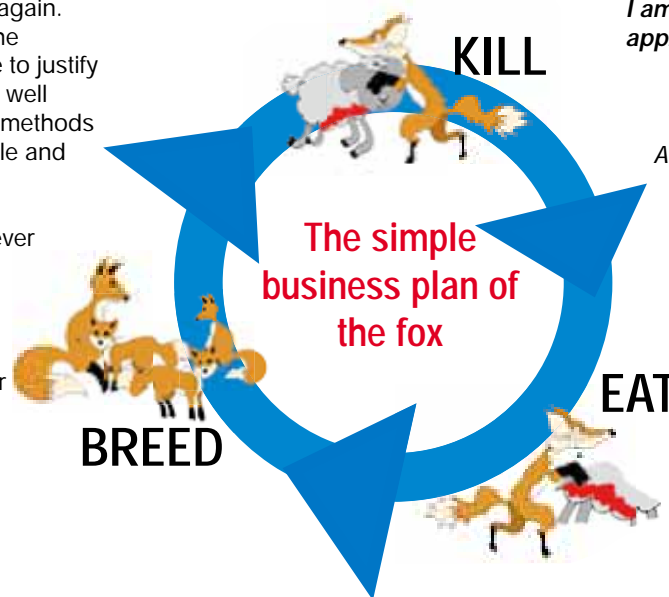 again.
to justify
well
methods
le and
ever
I am
app
A
KILL
The simple
business plan of
the fox
EAT
BREED